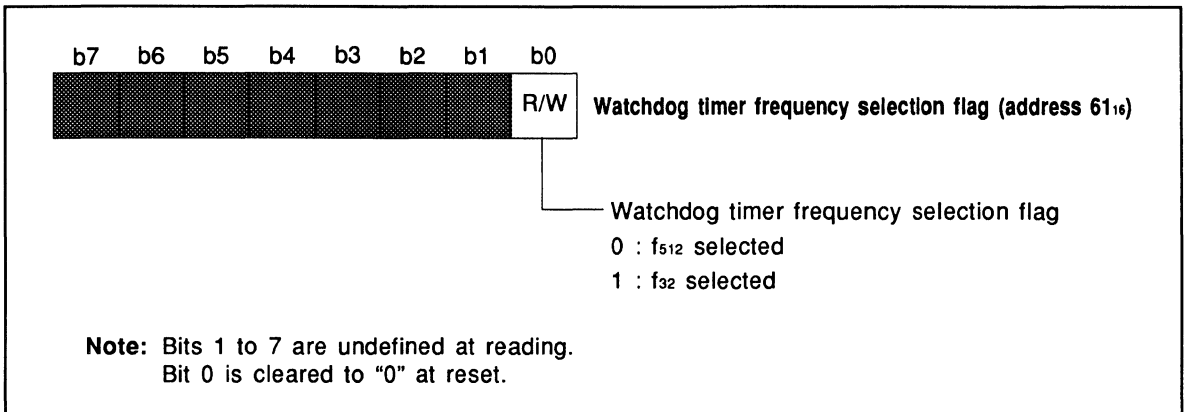 b7 b6 b5 b4 b3 b2 b1 b0
R/W Watchdog timer frequency selection flag (address 61₁₆)
Watchdog timer frequency selection flag
0 : f₅₁₂ selected
1 : f₃₂ selected
Note: Bits 1 to 7 are undefined at reading.
Bit 0 is cleared to “0” at reset.